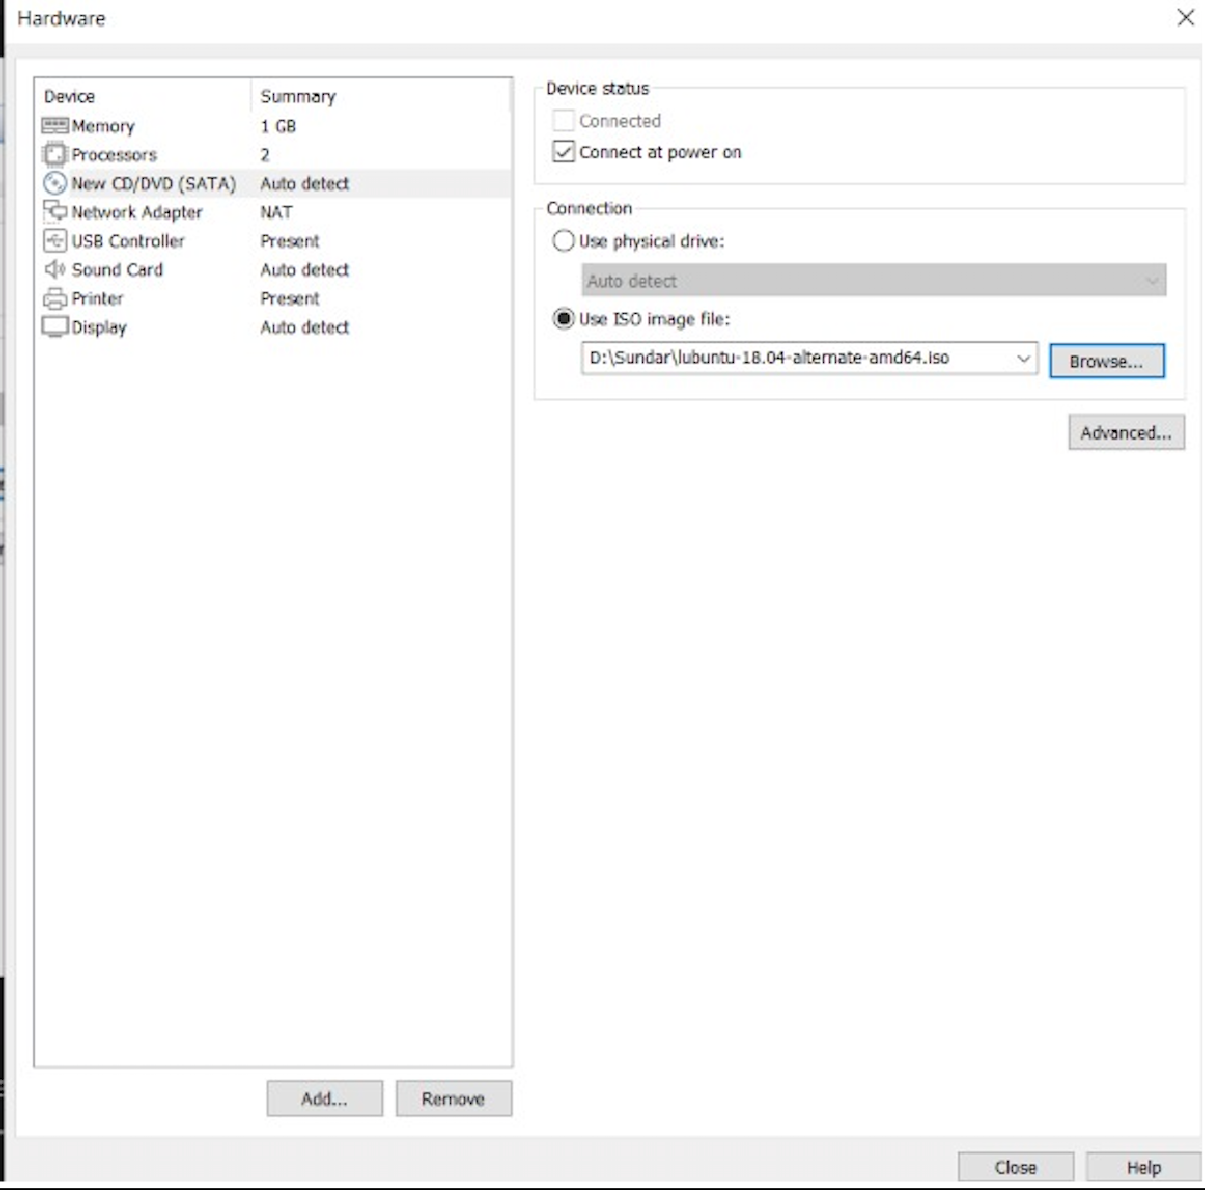 Hardware
Device Summary
Memory 1 GB
Processors 2
New CD/DVD (SATA) Auto detect
Network Adapter NAT
USB Controller Present
Sound Card Auto detect
Printer Present
Display Auto detect
Add... Remove
Device status
Connected
Connect at power on
Connection
Use physical drive:
Auto detect
Use ISO image file:
D:\Sundar\lubuntu-18.04-alternate-amd64.iso Browse...
Advanced...
Close Help